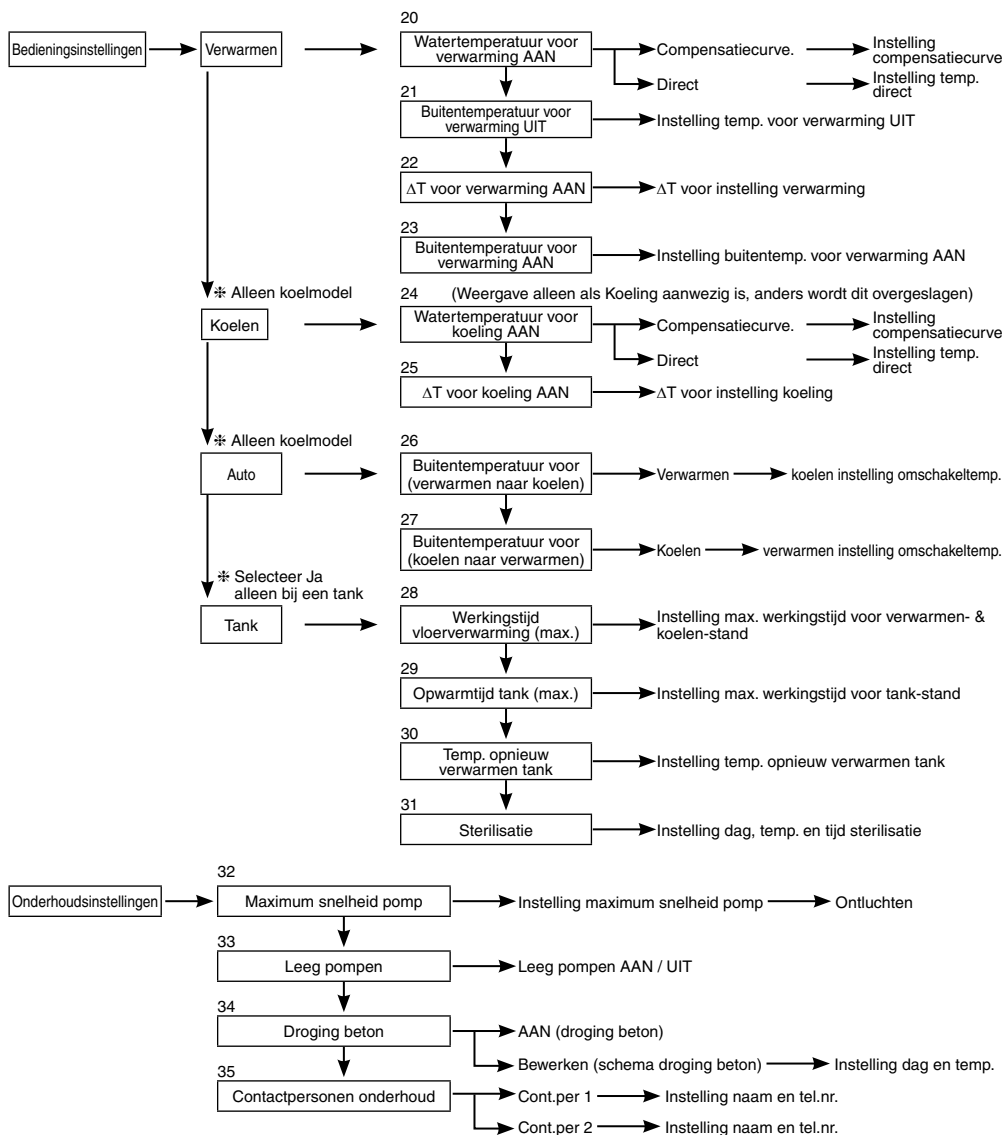 20
Bedieningsinstellingen
Verwarmen
Watertemperatuur voor
verwarming AAN
Compensatiecurve.
Instelling
compensatiecurve
Direct
Instelling temp.
direct
21
Buitentemperatuur voor
verwarming UIT
Instelling temp. voor verwarming UIT
22
ΔT voor verwarming AAN
ΔT voor instelling verwarming
23
Buitentemperatuur voor
verwarming AAN
Instelling buitentemp. voor verwarming AAN
❉ Alleen koelmodel
24 (Weergave alleen als Koeling aanwezig is, anders wordt dit overgeslagen)
Koelen
Watertemperatuur voor
koeling AAN
Compensatiecurve.
Instelling
compensatiecurve
Direct
Instelling temp.
direct
25
ΔT voor koeling AAN
ΔT voor instelling koeling
❉ Alleen koelmodel
26
Auto
Buitentemperatuur voor
(verwarmen naar koelen)
Verwarmen
koelen instelling omschakeltemp.
27
Buitentemperatuur voor
(koelen naar verwarmen)
Koelen
verwarmen instelling omschakeltemp.
❉ Selecteer Ja
alleen bij een tank
28
Tank
Werkingstijd
vloerverwarming (max.)
Instelling max. werkingstijd voor verwarmen- &
koelen-stand
29
Opwarmtijd tank (max.)
Instelling max. werkingstijd voor tank-stand
30
Temp. opnieuw
verwarmen tank
Instelling temp. opnieuw verwarmen tank
31
Sterilisatie
Instelling dag, temp. en tijd sterilisatie
32
Onderhoudsinstellingen
Maximum snelheid pomp
Instelling maximum snelheid pomp
Ontluchten
33
Leeg pompen
Leeg pompen AAN / UIT
34
Droging beton
AAN (droging beton)
Bewerken (schema droging beton)
Instelling dag en temp.
35
Contactpersonen onderhoud
Cont.per 1
Instelling naam en tel.nr.
Cont.per 2
Instelling naam en tel.nr.